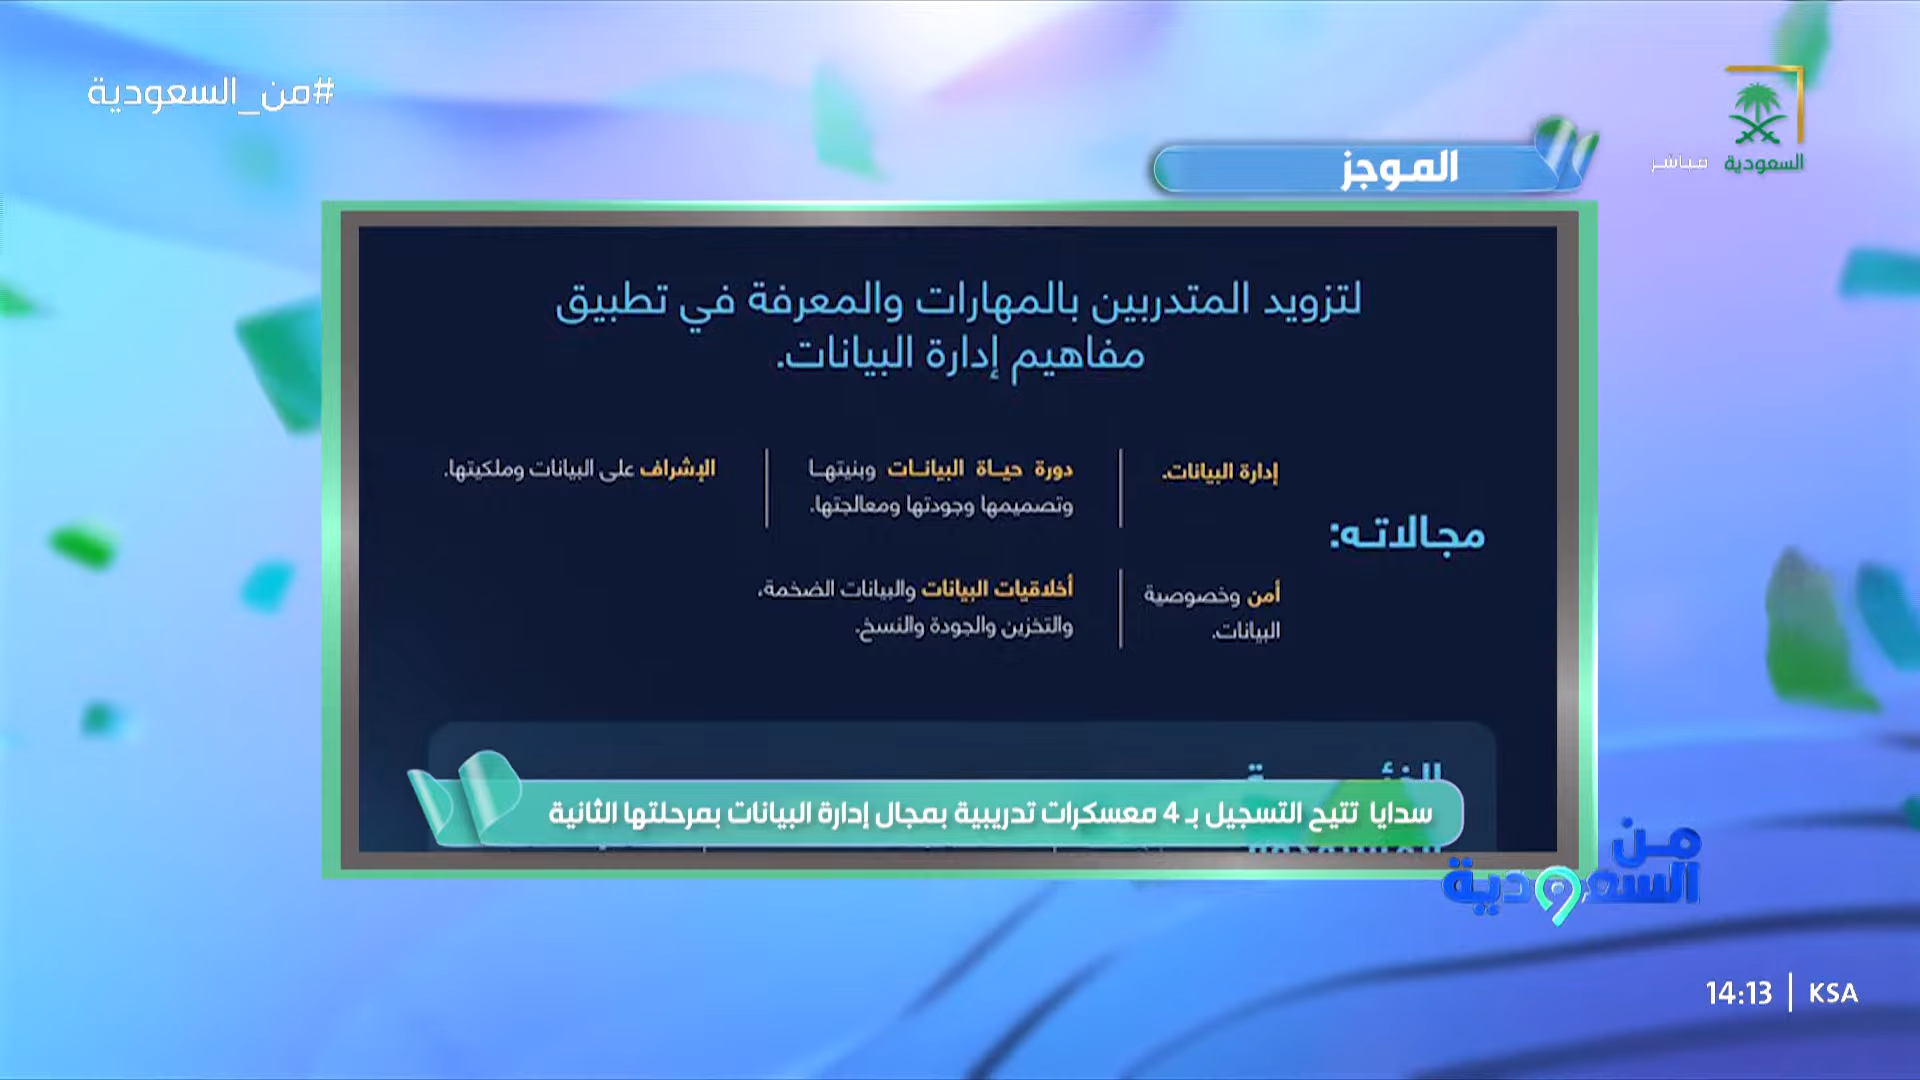 #من_السعودية
السعودية
مباشر
الموجز
لتزويد المتدربين بالمهارات والمعرفة في تطبيق
مفاهيم إدارة البيانات.
مجالاته:
إدارة البيانات.
دورة حياة البيانات وبنيتها
وتصميمها وجودتها ومعالجتها.
الإشراف على البيانات وملكيتها.
أمن وخصوصية
البيانات.
أخلاقيات البيانات والبيانات الضخمة،
والتخزين والجودة والنسخ.
سدايا تتيح التسجيل بـ 4 معسكرات تدريبية بمجال إدارة البيانات بمرحلتها الثانية
من
السعودية
14:13 | KSA